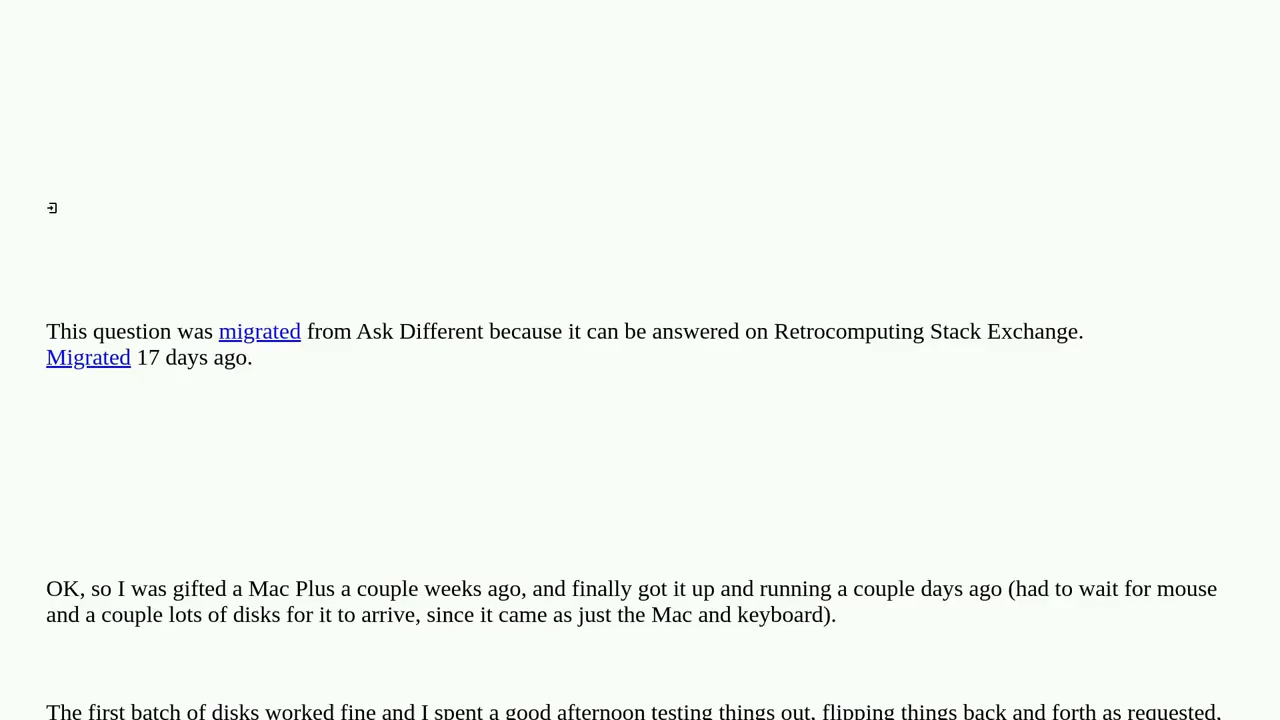 This question was migrated from Ask Different because it can be answered on Retrocomputing Stack Exchange.
Migrated 17 days ago.
OK, so I was gifted a Mac Plus a couple weeks ago, and finally got it up and running a couple days ago (had to wait for mouse
and a couple lots of disks for it to arrive, since it came as just the Mac and keyboard).
The first batch of disks worked fine and I spent a good afternoon testing things out, flipping things back and forth as requested,